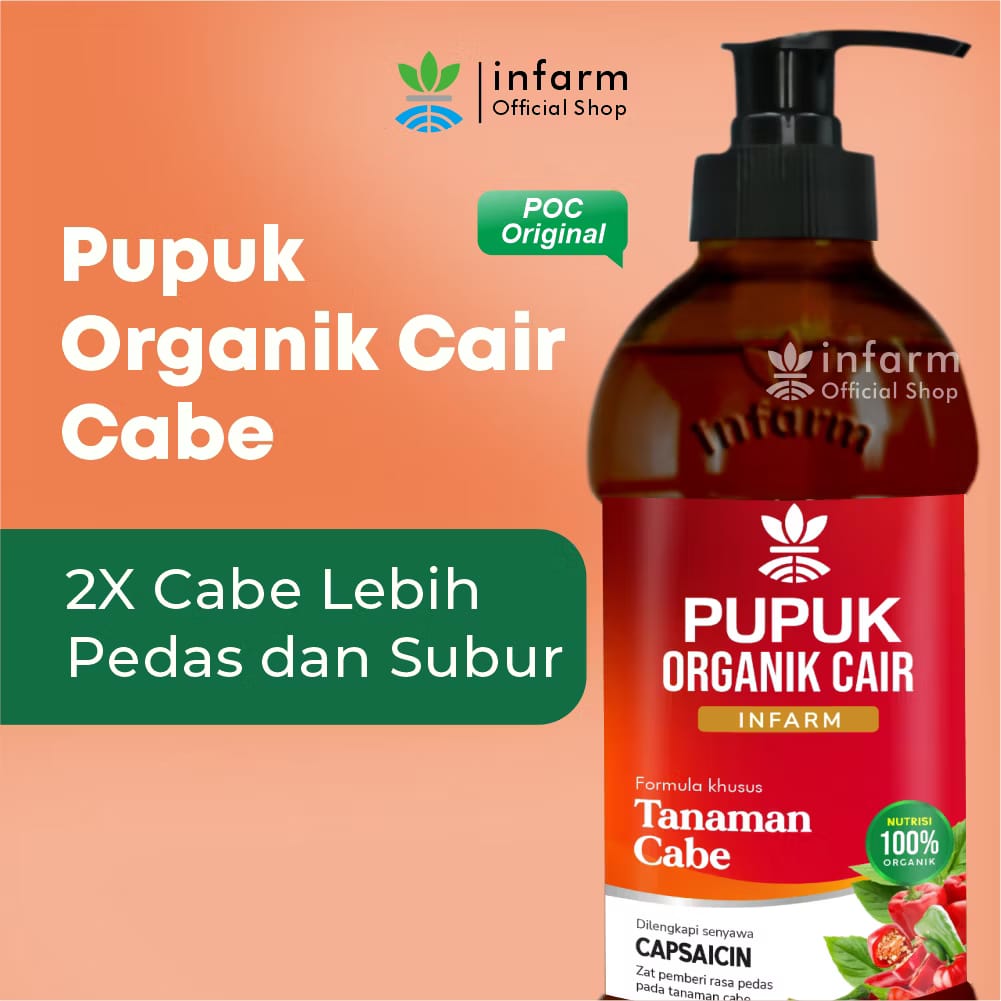 infarm
Official Shop
POC
Original
Pupuk
Organik Cair
Cabe
2X Cabe Lebih
Pedas dan Subur
infarm
Official Shop
Infarm
PUPUK
ORGANIK CAIR
INFARM
Formula khusus
Tanaman
Cabe
NUTRISI
100%
ORGANIK
Dilengkapi senyawa
CAPSAICIN
Zat pemberi rasa pedas
pada tanaman cabe